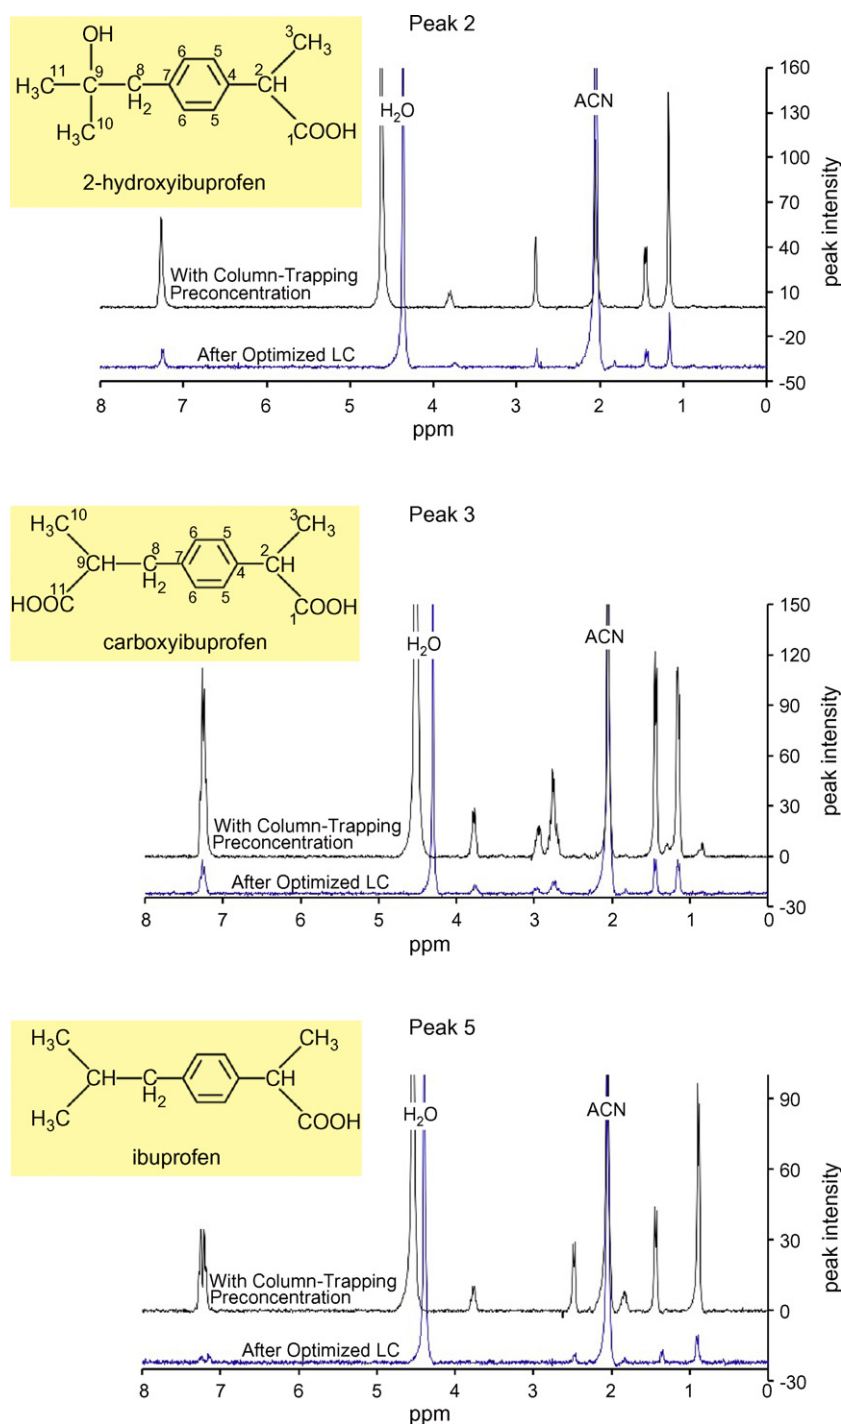 Peak 2
OH
3
CH3
11
H3C
9
8
C
C
H2
7
6
5
6
5
4
2
CH
10
H3C
1
COOH
2-hydroxyibuprofen
H2O
ACN
With Column-Trapping
Preconcentration
After Optimized LC
160
130
100
70
40
10
-20
-50
peak intensity
8 7 6 5 4 3 2 1 0
ppm
Peak 3
10
H3C
3
CH3
9
CH
8
C
H2
7
6
5
6
5
4
2
CH
11
HOOC
1
COOH
carboxyibuprofen
H2O
ACN
With Column-Trapping
Preconcentration
After Optimized LC
150
120
90
60
30
0
-30
peak intensity
8 7 6 5 4 3 2 1 0
ppm
Peak 5
H3C
CH3
CH
C
H2
CH
H3C
COOH
ibuprofen
H2O
ACN
With Column-Trapping
Preconcentration
After Optimized LC
90
60
30
0
-30
peak intensity
8 7 6 5 4 3 2 1 0
ppm